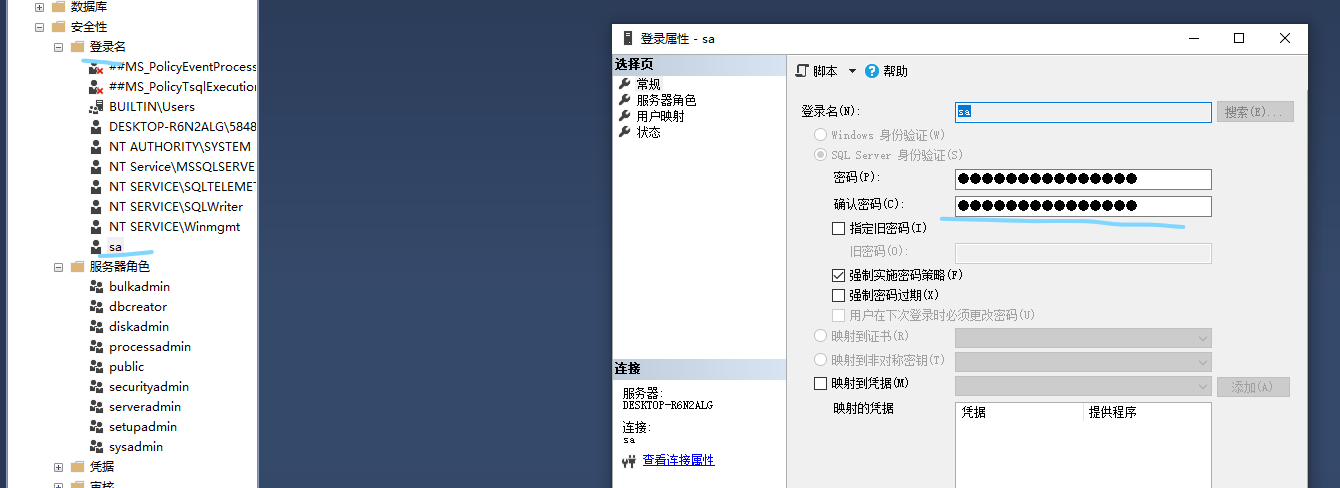 数据库
安全性
登录名
##MS_PolicyEventProcess
##MS_PolicyTsqlExecution
BUILTIN\Users
DESKTOP-R6N2ALG\5848
NT AUTHORITY\SYSTEM
NT Service\MSSQLSERVE
NT SERVICE\SQLTELEMET
NT SERVICE\SQLWriter
NT SERVICE\Winmgmt
sa
服务器角色
bulkadmin
dbcreator
diskadmin
processadmin
public
securityadmin
serveradmin
setupadmin
sysadmin
凭据
审核
登录属性 - sa
选择页
常规
服务器角色
用户映射
状态
连接
服务器:
DESKTOP-R6N2ALG
连接:
sa
查看连接属性
脚本 帮助
登录名(N): sa 搜索(E)...
Windows 身份验证(W)
SQL Server 身份验证(S)
密码(P): ●●●●●●●●●●●●●●●
确认密码(C): ●●●●●●●●●●●●●●●
指定旧密码(I)
旧密码(O):
强制实施密码策略(F)
强制密码过期(X)
用户在下次登录时必须更改密码(U)
映射到证书(R)
映射到非对称密钥(T)
映射到凭据(M) 添加(A)
映射的凭据 凭据 提供程序